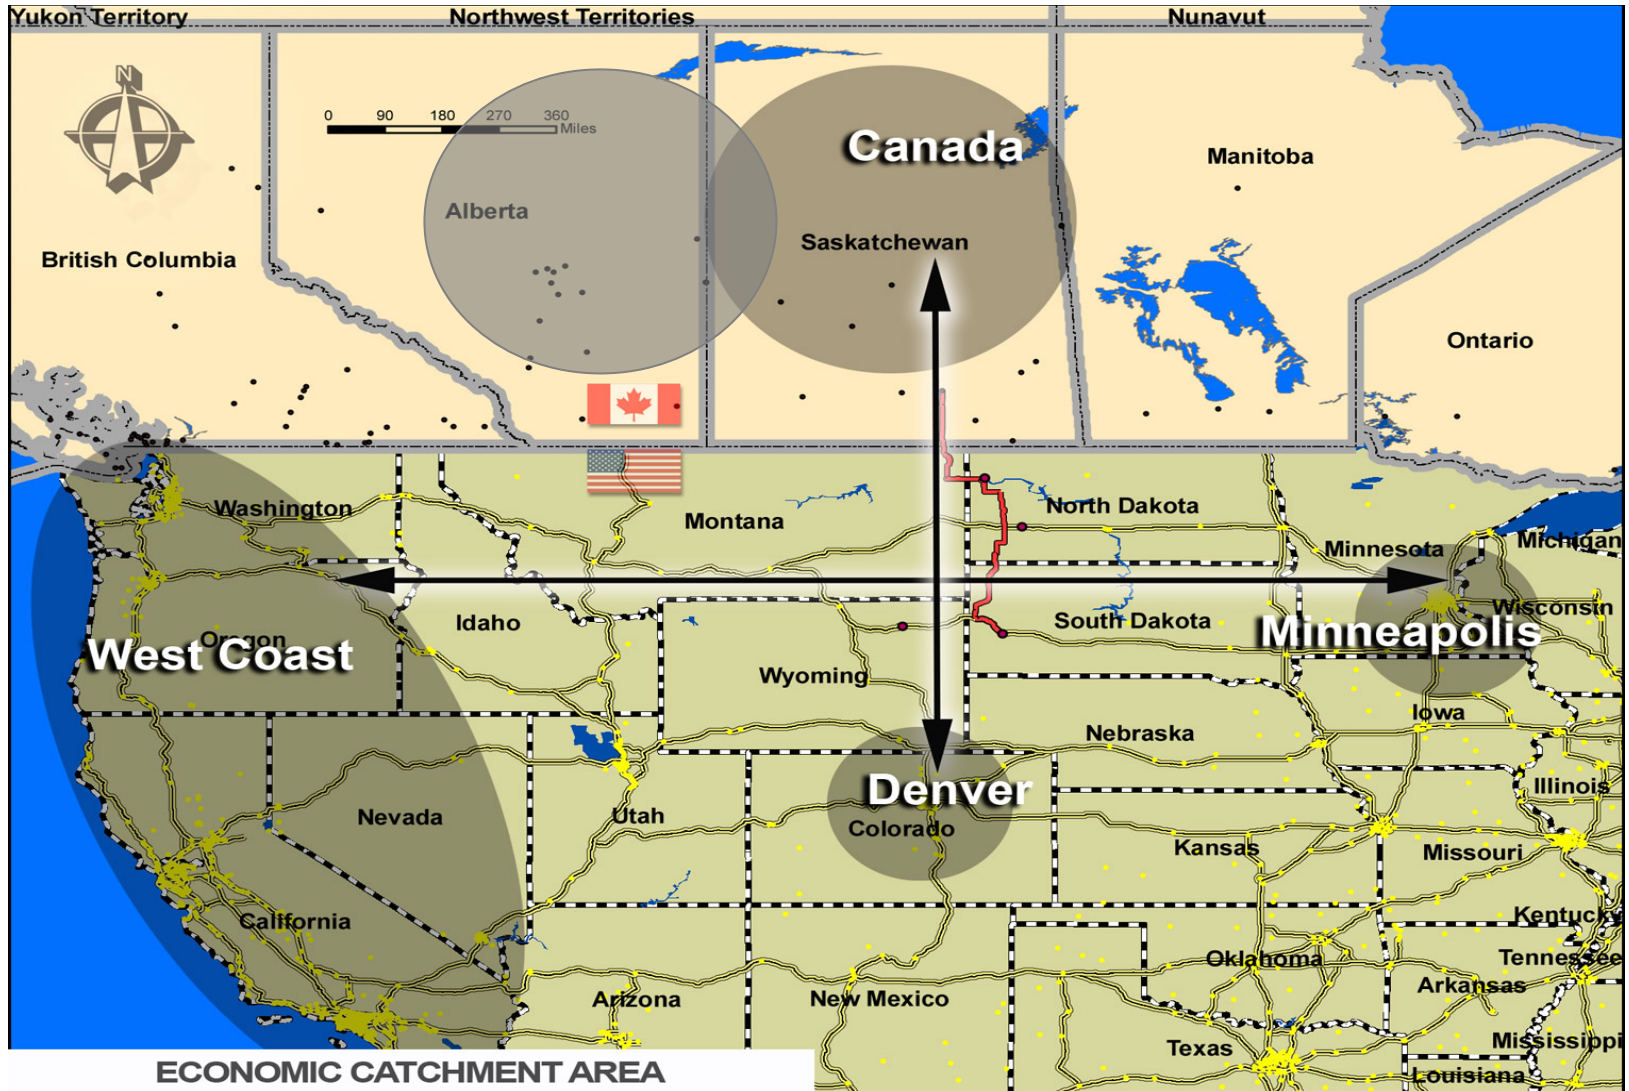 Yukon Territory
Northwest Territories
Nunavut
N
0 90 180 270 360
Miles
Canada
Manitoba
Alberta
Saskatchewan
British Columbia
Ontario
Washington
Montana
North Dakota
Minnesota
Michigan
Idaho
South Dakota
Wisconsin
Oregon
West Coast
Minneapolis
Wyoming
Iowa
Nebraska
Denver
Illinois
Nevada
Utah
Colorado
Kansas
Missouri
California
Kentucky
Oklahoma
Tennessee
Arizona
New Mexico
Arkansas
Texas
Mississippi
Louisiana
ECONOMIC CATCHMENT AREA